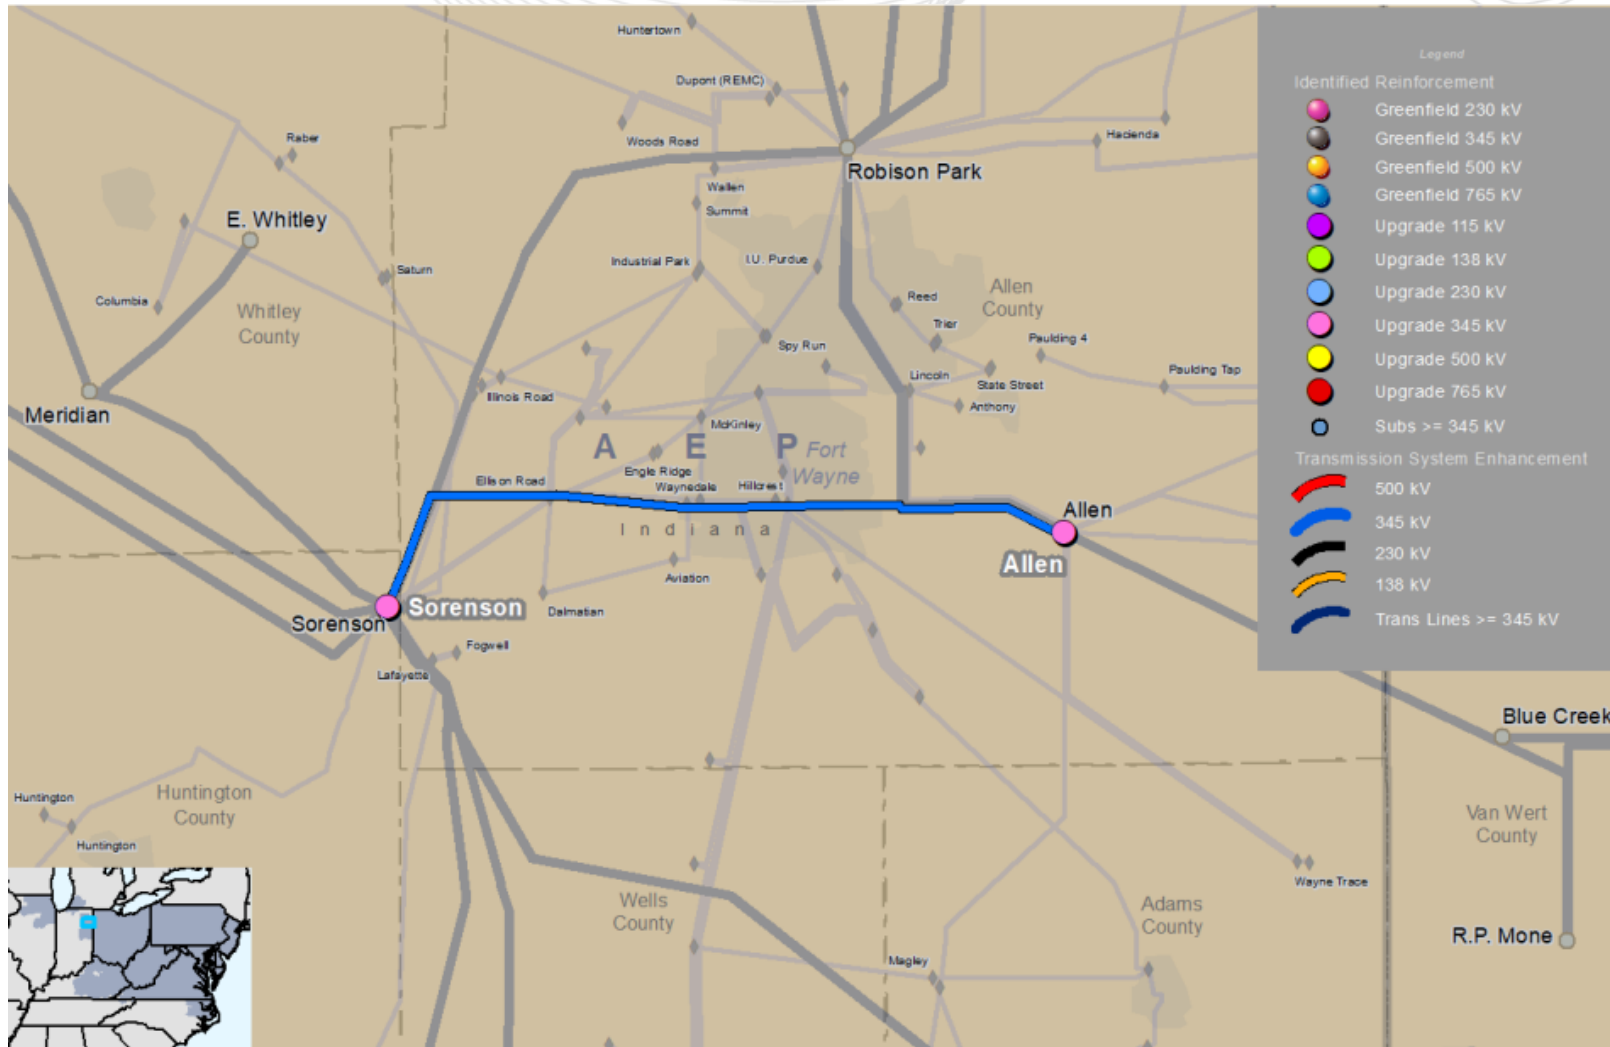 Huntertown
Dupont (REMC)
Woods Road
Hacienda
Robison Park
Raber
Wallen
Summit
E. Whitley
Saturn
Industrial Park
I.U. Purdue
Columbia
Whitley
County
Reed
Allen
County
Trier
Paulding 4
Spy Run
Lincoln
State Street
Paulding Tap
Meridian
Illinois Road
Anthony
McKinley
A E P
Fort
Wayne
Engle Ridge
Ellison Road
Waynedale
Hillcrest
Indiana
Allen
Allen
Aviation
Sorenson
Sorenson
Dalmatian
Fogwell
Lafayette
Blue Creek
Huntington
County
Huntington
Huntington
Van Wert
County
Wayne Trace
Wells
County
Adams
County
R.P. Mone
Magley
Legend
Identified Reinforcement
Greenfield 230 kV
Greenfield 345 kV
Greenfield 500 kV
Greenfield 765 kV
Upgrade 115 kV
Upgrade 138 kV
Upgrade 230 kV
Upgrade 345 kV
Upgrade 500 kV
Upgrade 765 kV
Subs >= 345 kV
Transmission System Enhancement
500 kV
345 kV
230 kV
138 kV
Trans Lines >= 345 kV